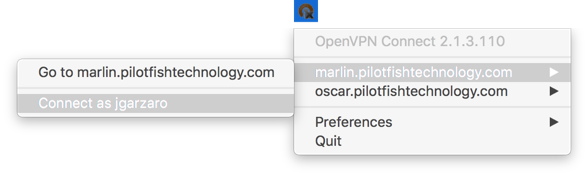 OpenVPN Connect 2.1.3.110
marlin.pilotfishtechnology.com
oscar.pilotfishtechnology.com
Preferences
Quit
Go to marlin.pilotfishtechnology.com
Connect as jgarzaro